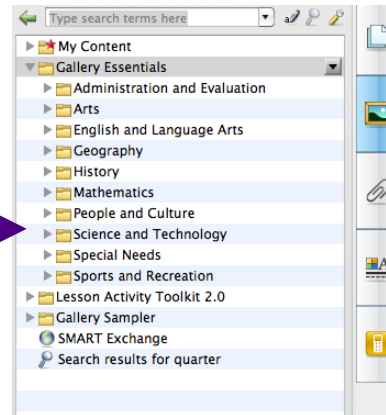 Type search terms here
My Content
Gallery Essentials
Administration and Evaluation
Arts
English and Language Arts
Geography
History
Mathematics
People and Culture
Science and Technology
Special Needs
Sports and Recreation
Lesson Activity Toolkit 2.0
Gallery Sampler
SMART Exchange
Search results for quarter
A